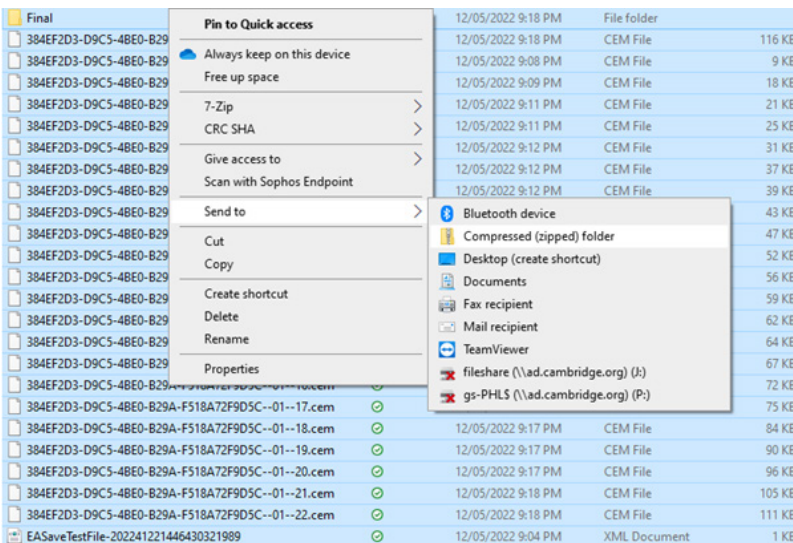 Final 12/05/2022 9:18 PM File folder
384EF2D3-D9C5-4BE0-B29 12/05/2022 9:18 PM CEM File 116 KE
384EF2D3-D9C5-4BE0-B29 12/05/2022 9:08 PM CEM File 9 KE
384EF2D3-D9C5-4BE0-B29 12/05/2022 9:09 PM CEM File 18 KE
384EF2D3-D9C5-4BE0-B29 12/05/2022 9:11 PM CEM File 21 KE
384EF2D3-D9C5-4BE0-B29 12/05/2022 9:11 PM CEM File 25 KE
384EF2D3-D9C5-4BE0-B29 12/05/2022 9:12 PM CEM File 31 KE
384EF2D3-D9C5-4BE0-B29 12/05/2022 9:12 PM CEM File 37 KE
384EF2D3-D9C5-4BE0-B29 12/05/2022 9:12 PM CEM File 39 KE
384EF2D3-D9C5-4BE0-B29 43 KE
384EF2D3-D9C5-4BE0-B29 47 KE
384EF2D3-D9C5-4BE0-B29 52 KE
384EF2D3-D9C5-4BE0-B29 56 KE
384EF2D3-D9C5-4BE0-B29 59 KE
384EF2D3-D9C5-4BE0-B29 62 KE
384EF2D3-D9C5-4BE0-B29 64 KE
384EF2D3-D9C5-4BE0-B29 67 KE
384EF2D3-D9C5-4BE0-B29A-F518A72F9D5C--01--16.cem 72 KE
384EF2D3-D9C5-4BE0-B29A-F518A72F9D5C--01--17.cem 75 KE
384EF2D3-D9C5-4BE0-B29A-F518A72F9D5C--01--18.cem 12/05/2022 9:17 PM CEM File 84 KE
384EF2D3-D9C5-4BE0-B29A-F518A72F9D5C--01--19.cem 12/05/2022 9:17 PM CEM File 90 KE
384EF2D3-D9C5-4BE0-B29A-F518A72F9D5C--01--20.cem 12/05/2022 9:17 PM CEM File 96 KE
384EF2D3-D9C5-4BE0-B29A-F518A72F9D5C--01--21.cem 12/05/2022 9:18 PM CEM File 105 KE
384EF2D3-D9C5-4BE0-B29A-F518A72F9D5C--01--22.cem 12/05/2022 9:18 PM CEM File 111 KE
EASaveTestFile-202241221446430321989 12/05/2022 9:04 PM XML Document 1 KE
Pin to Quick access
Always keep on this device
Free up space
7-Zip
CRC SHA
Give access to
Scan with Sophos Endpoint
Send to
Cut
Copy
Create shortcut
Delete
Rename
Properties
Bluetooth device
Compressed (zipped) folder
Desktop (create shortcut)
Documents
Fax recipient
Mail recipient
TeamViewer
fileshare (\\ad.cambridge.org) (J:)
gs-PHL$ (\\ad.cambridge.org) (P:)